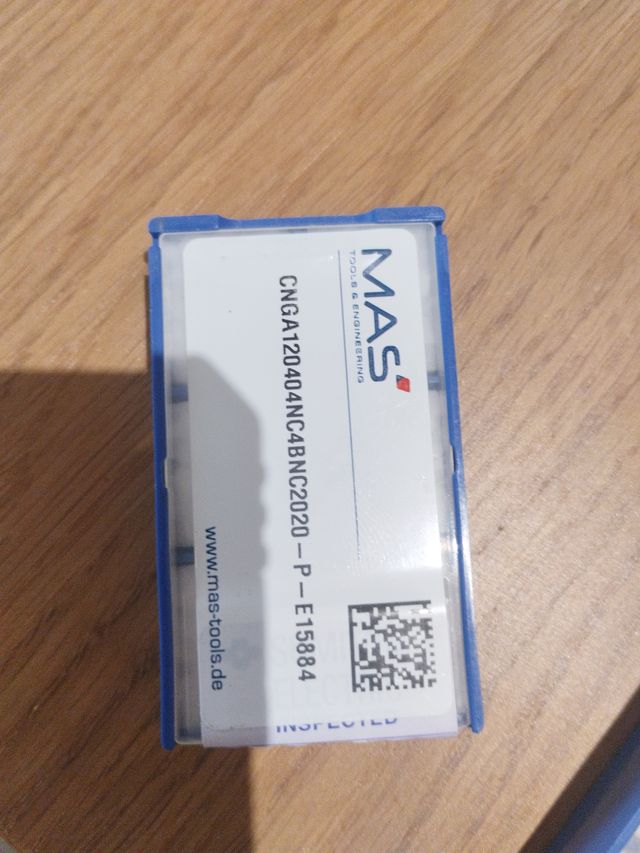 MAS
TOOLS & ENGINEERING
CNGA120404NC4BNC2020 – P – E15884
www.mas-tools.de
INSPECTED